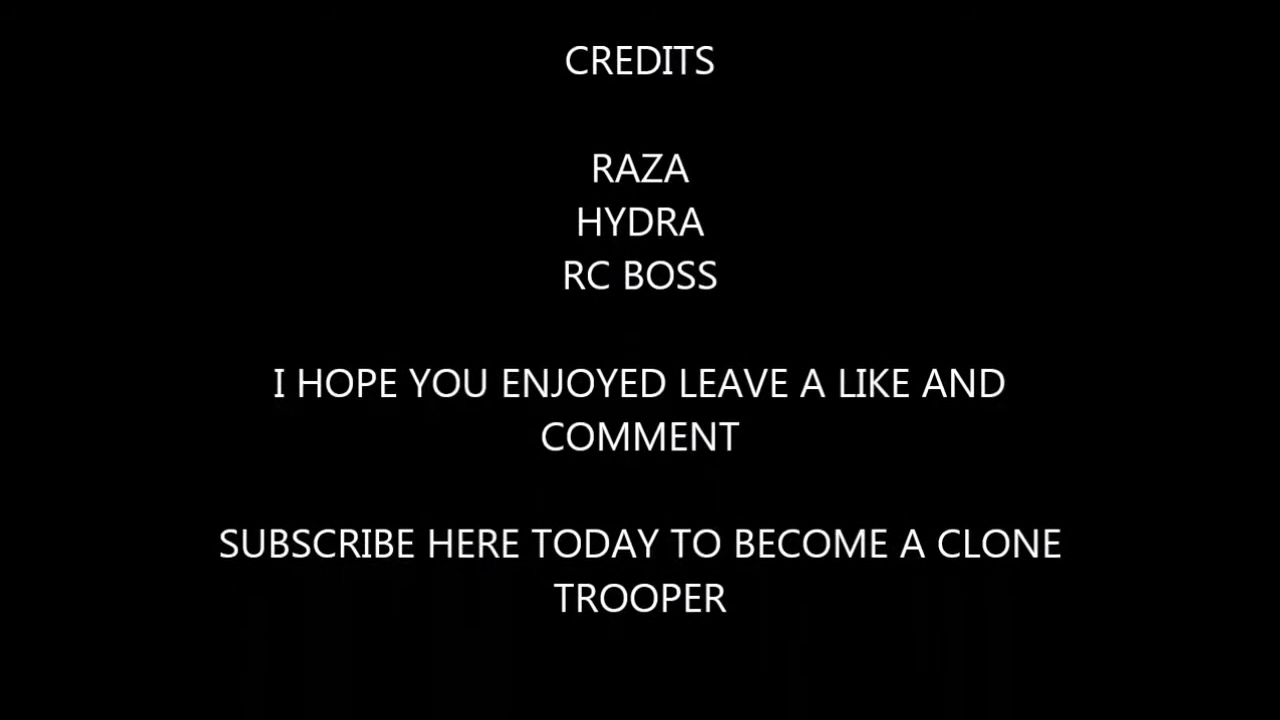 CREDITS
RAZA
HYDRA
RC BOSS
I HOPE YOU ENJOYED LEAVE A LIKE AND
COMMENT
SUBSCRIBE HERE TODAY TO BECOME A CLONE
TROOPER